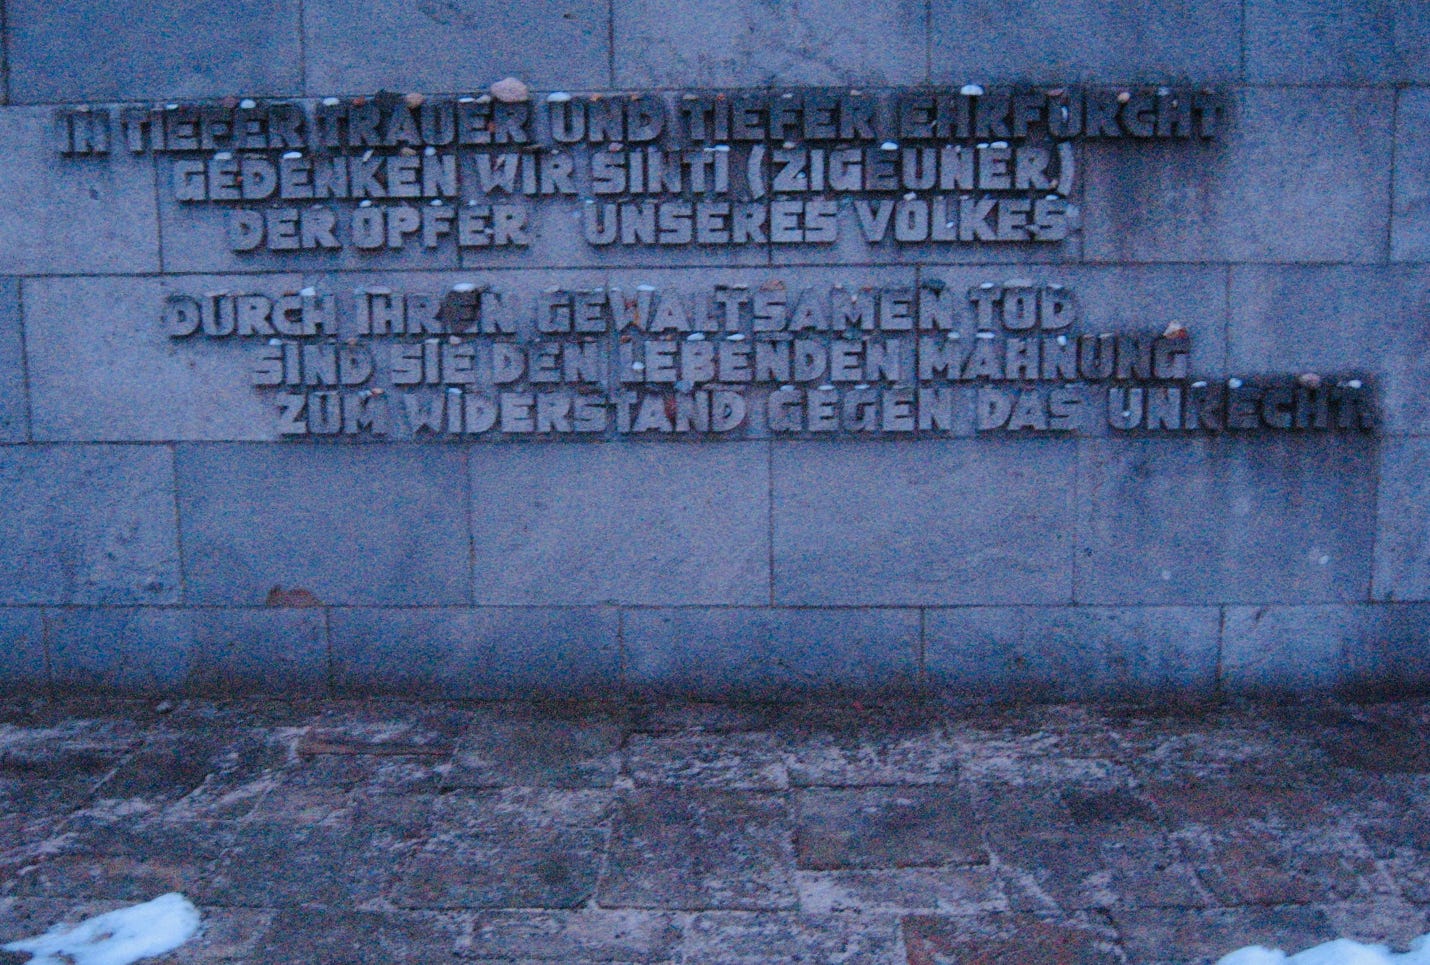 IN TIEFER TRAUER UND TIEFER EHRFURCHT
GEDENKEN WIR SINTI (ZIGEUNER)
DER OPFER UNSERES VOLKES
DURCH IHREN GEWALTSAMEN TOD
SIND SIE DEN LEBENDEN MAHNUNG
ZUM WIDERSTAND GEGEN DAS UNRECHT.